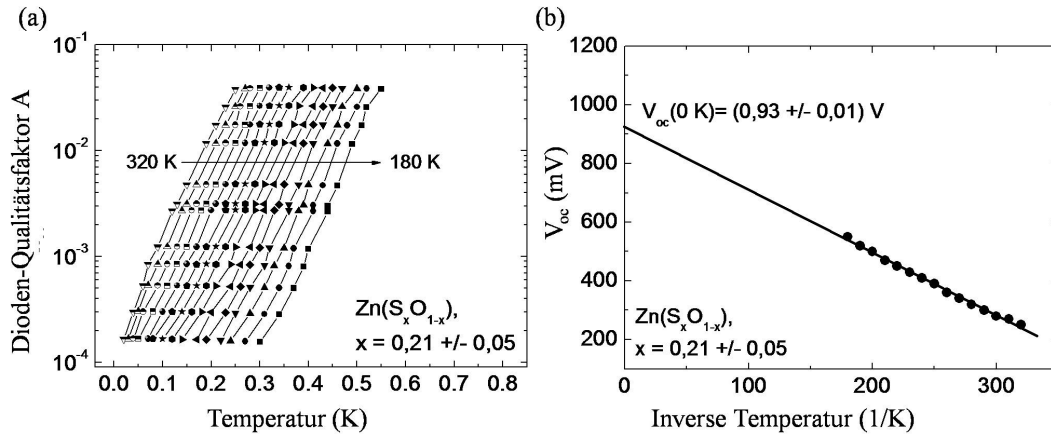 (a)
10⁻¹
10⁻²
10⁻³
10⁻⁴
Dioden-Qualitätsfaktor A
320 K
180 K
Zn(SₓO₁₋ₓ),
x = 0,21 +/- 0,05
0.0 0.1 0.2 0.3 0.4 0.5 0.6 0.7 0.8
Temperatur (K)
(b)
1200
1000
800
600
400
200
V_oc (mV)
V_oc(0 K)= (0,93 +/- 0,01) V
Zn(SₓO₁₋ₓ),
x = 0,21 +/- 0,05
0 100 200 300
Inverse Temperatur (1/K)